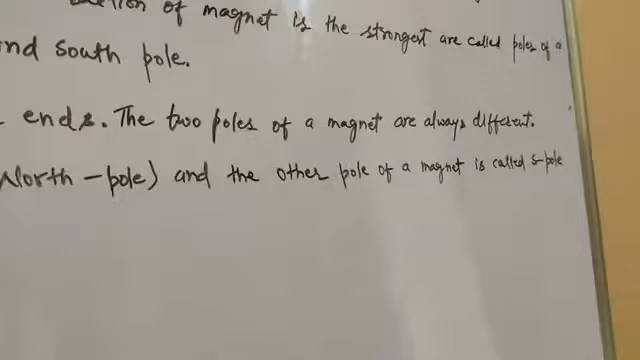 of magnet is the strongest are called poles of a
nd south pole.
ends. The two poles of a magnet are always different.
North-pole) and the other pole of a magnet is called s-pole